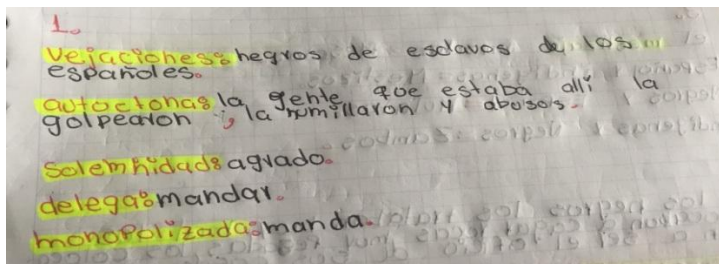 1.
Vejaciones: negros de esclavos de los
españoles.
autoctona: la gente que estaba allí la
golpearon, la humillaron y abusos.
Solemnidad: agrado.
delega: mandar.
monopolizada: manda.